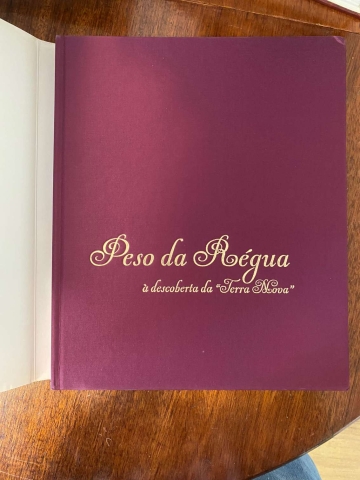 Peso da Régua
à descoberta da "Terra Nova"